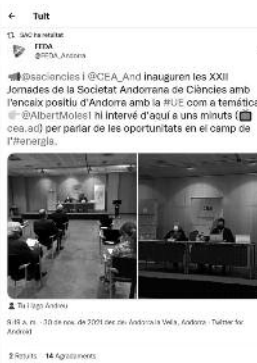 ← Tuit
SAC ha retuitat
FEDA
@FEDA_Andorra
📢@saciencies i @CEA_And inauguren les XXII
Jornades de la Societat Andorrana de Ciències amb
l'encaix positiu d'Andorra amb la #UE com a temàtica
👉@AlbertMoles1 hi intervé d'aquí a uns minuts (📺
cea.ad) per parlar de les oportunitats en el camp de
l'#energia.
Tu i Iago Andreu
9:49 a. m. · 30 de nov. de 2021 des de: Andorra la Vella, Andorra · Twitter for
Android
2 Retuits 14 Agradaments